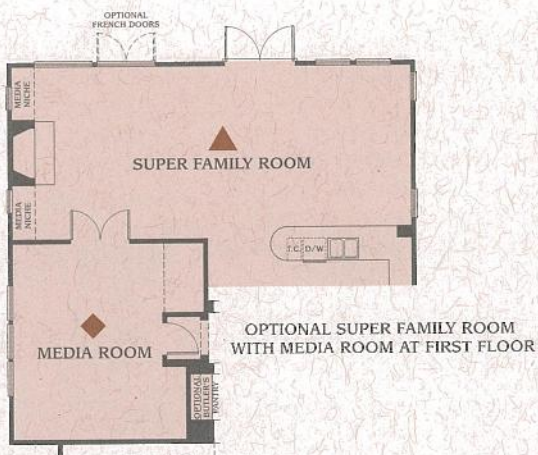 OPTIONAL
FRENCH DOORS
MEDIA
NICHE
SUPER FAMILY ROOM
MEDIA
NICHE
T.C. D/W
MEDIA ROOM
OPTIONAL SUPER FAMILY ROOM
WITH MEDIA ROOM AT FIRST FLOOR
OPTIONAL
BUTLER'S
PANTRY